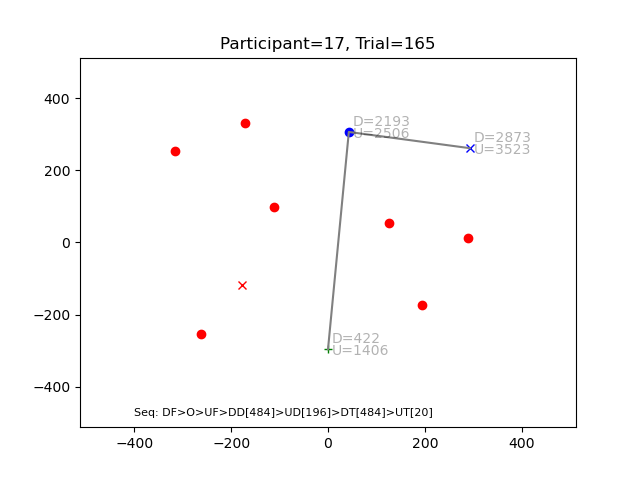 Participant=17, Trial=165
400
200
0
−200
−400
D=2193
U=2506
D=2873
U=3523
D=422
U=1406
Seq: DF>O>UF>DD[484]>UD[196]>DT[484]>UT[20]
−400
−200
0
200
400